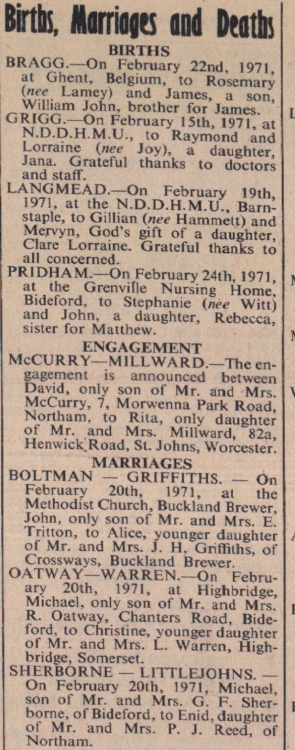 Births, Marriages and Deaths
BIRTHS
BRAGG.—On February 22nd, 1971,
at Ghent, Belgium, to Rosemary
(nee Lamey) and James, a son,
William John, brother for James.
GRIGG.—On February 15th, 1971, at
N.D.D.H.M.U., to Raymond and
Lorraine (nee Joy), a daughter,
Jana. Grateful thanks to doctors
and staff.
LANGMEAD.—On February 19th,
1971, at the N.D.D.H.M.U., Barn-
staple, to Gillian (nee Hammett) and
Mervyn, God's gift of a daughter,
Clare Lorraine. Grateful thanks to
all concerned.
PRIDHAM.—On February 24th, 1971,
at the Grenville Nursing Home,
Bideford, to Stephanie (nee Witt)
and John, a daughter, Rebecca,
sister for Matthew.
ENGAGEMENT
McCURRY—MILLWARD.—The en-
gagement is announced between
David, only son of Mr. and Mrs.
McCurry, 7, Morwenna Park Road,
Northam, to Rita, only daughter
of Mr. and Mrs. Millward, 82a,
Henwick Road, St. Johns, Worcester.
MARRIAGES
BOLTMAN — GRIFFITHS. — On
February 20th, 1971, at the
Methodist Church, Buckland Brewer,
John, only son of Mr. and Mrs. E.
Tritton, to Alice, younger daughter
of Mr. and Mrs. J. H. Griffiths, of
Crossways, Buckland Brewer.
OATWAY—WARREN.—On Febru-
ary 20th, 1971, at Highbridge,
Michael, only son of Mr. and Mrs.
R. Oatway, Chanters Road, Bide-
ford, to Christine, younger daughter
of Mr. and Mrs. L. Warren, High-
bridge, Somerset.
SHERBORNE — LITTLEJOHNS. —
On February 20th, 1971, Michael,
son of Mr. and Mrs. G. F. Sher-
borne, of Bideford, to Enid, daughter
of Mr. and Mrs. P. J. Reed, of
Northam.